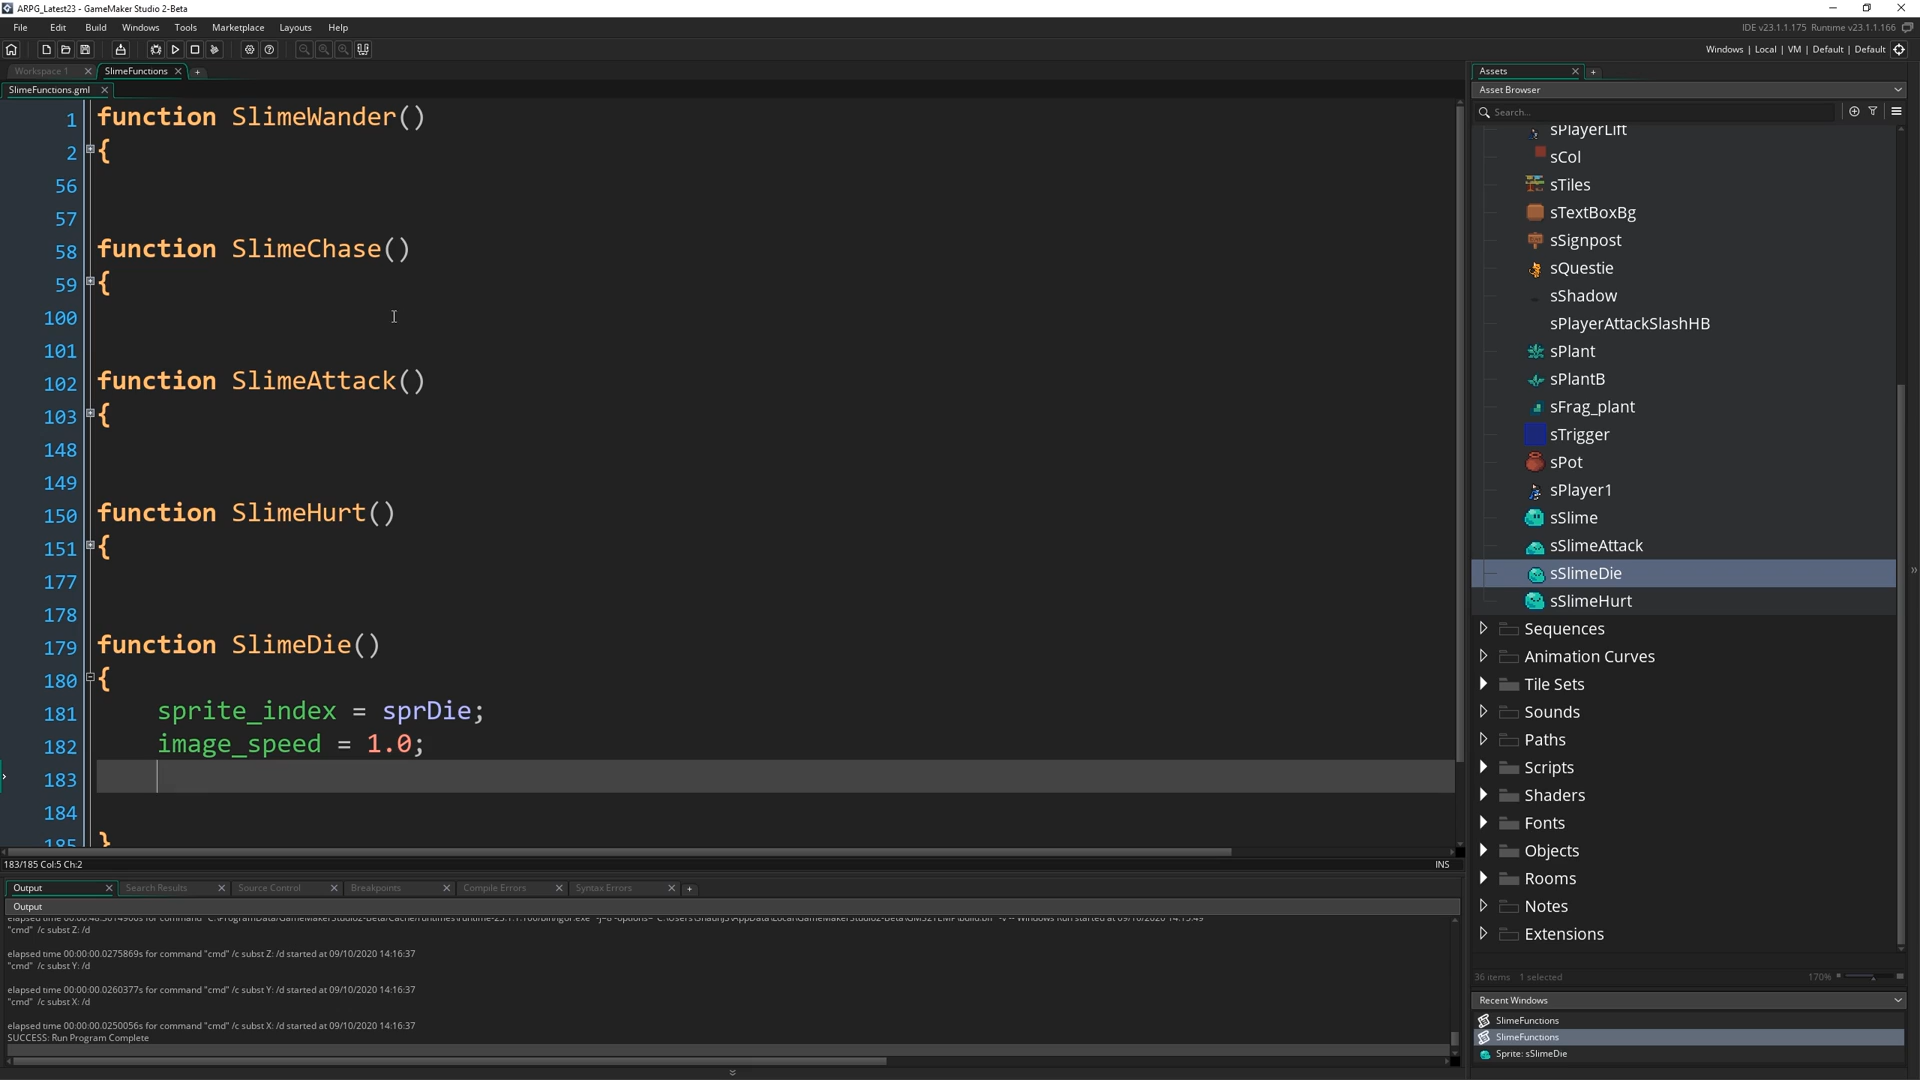 ARPG_Latest23 - GameMaker Studio 2-Beta
File Edit Build Windows Tools Marketplace Layouts Help
IDE v23.1.1.175 Runtime v23.1.1.166
Windows | Local | VM | Default | Default
Workspace 1 SlimeFunctions
SlimeFunctions.gml
1 function SlimeWander()
2 {
56
57
58 function SlimeChase()
59 {
100
101
102 function SlimeAttack()
103 {
148
149
150 function SlimeHurt()
151 {
177
178
179 function SlimeDie()
180 {
181 sprite_index = sprDie;
182 image_speed = 1.0;
183
184
185 }
183/185 Col:5 Ch:2
INS
Output Search Results Source Control Breakpoints Compile Errors Syntax Errors
Output
"cmd" /c subst Z: /d
elapsed time 00:00:00.0275869s for command "cmd" /c subst Z: /d started at 09/10/2020 14:16:37
"cmd" /c subst Y: /d
elapsed time 00:00:00.0260377s for command "cmd" /c subst Y: /d started at 09/10/2020 14:16:37
"cmd" /c subst X: /d
elapsed time 00:00:00.0250056s for command "cmd" /c subst X: /d started at 09/10/2020 14:16:37
SUCCESS: Run Program Complete
Assets
Asset Browser
Search...
sPlayerLift
sCol
sTiles
sTextBoxBg
sSignpost
sQuestie
sShadow
sPlayerAttackSlashHB
sPlant
sPlantB
sFrag_plant
sTrigger
sPot
sPlayer1
sSlime
sSlimeAttack
sSlimeDie
sSlimeHurt
Sequences
Animation Curves
Tile Sets
Sounds
Paths
Scripts
Shaders
Fonts
Objects
Rooms
Notes
Extensions
36 items 1 selected
170%
Recent Windows
SlimeFunctions
SlimeFunctions
Sprite: sSlimeDie